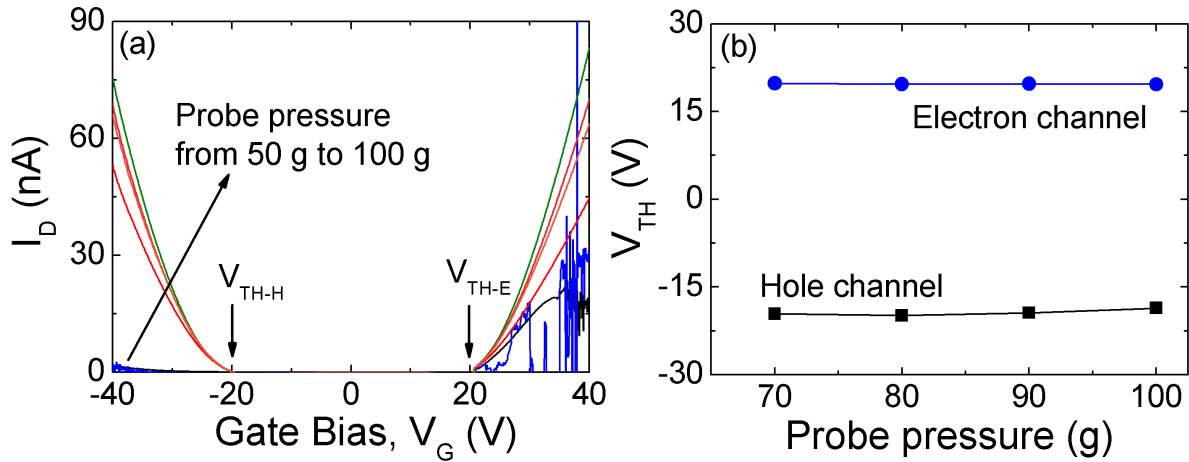 (a)
90
60
30
0
I_D (nA)
Probe pressure
from 50 g to 100 g
V_TH-H
V_TH-E
-40 -20 0 20 40
Gate Bias, V_G (V)
(b)
30
15
0
-15
-30
V_TH (V)
Electron channel
Hole channel
70 80 90 100
Probe pressure (g)